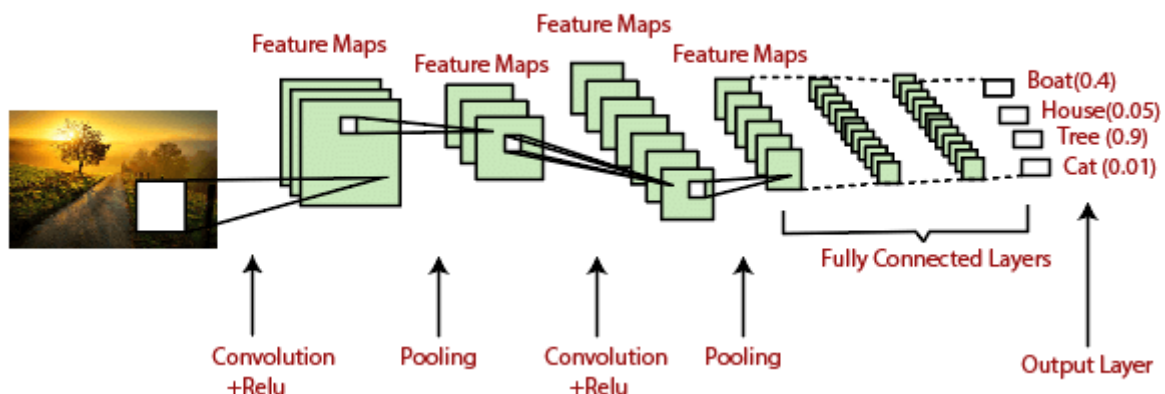 Feature Maps
Feature Maps
Feature Maps
Feature Maps
Boat(0.4)
House(0.05)
Tree (0.9)
Cat (0.01)
Fully Connected Layers
Convolution
+Relu
Pooling
Convolution
+Relu
Pooling
Output Layer